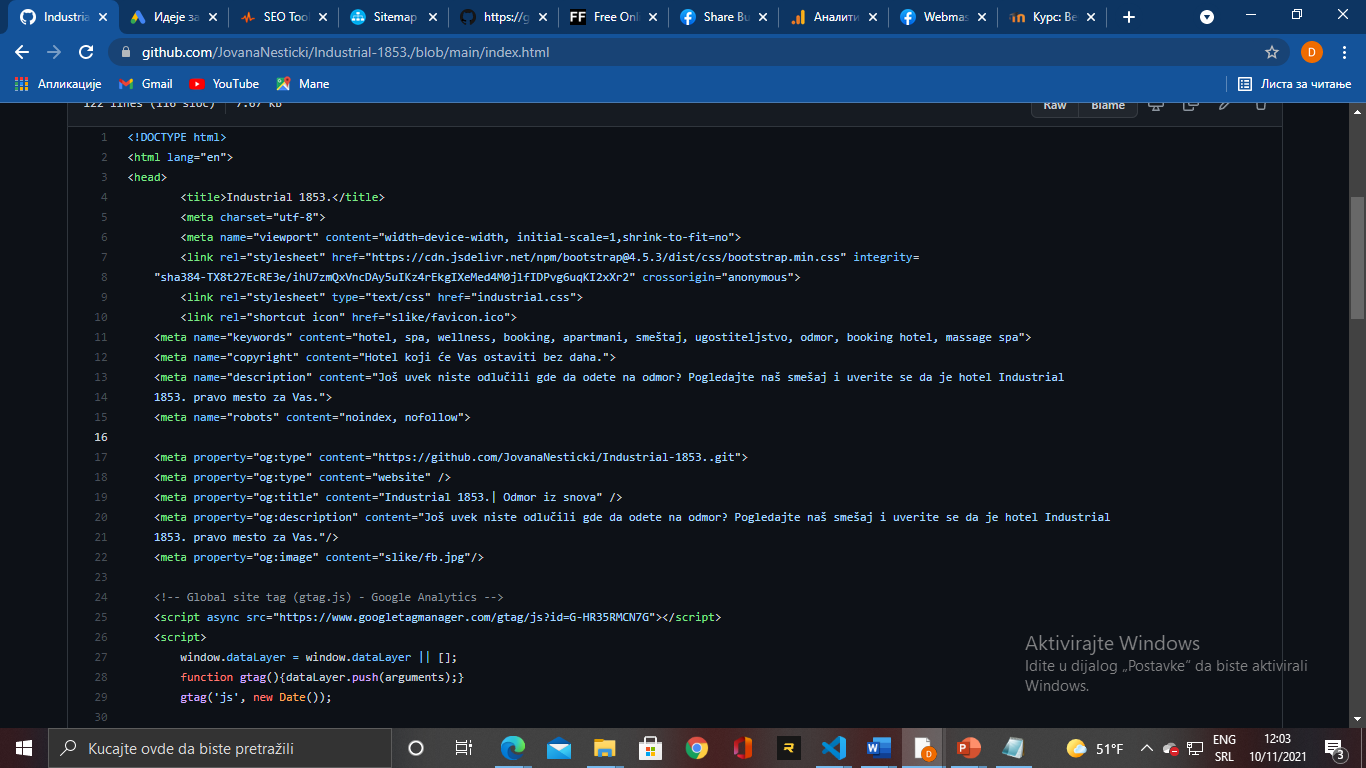 Industria
Идеје за
SEO Tool
Sitemap
https://g
Free Onl
Share Bu
Аналити
Webmas
Курс: Ве
github.com/JovanaNesticki/Industrial-1853./blob/main/index.html
D
Апликације
Gmail
YouTube
Мапе
Листа за читање
122 lines (116 sloc)
7.67 KB
Raw
Blame
1 <!DOCTYPE html>
2 <html lang="en">
3 <head>
4 <title>Industrial 1853.</title>
5 <meta charset="utf-8">
6 <meta name="viewport" content="width=device-width, initial-scale=1,shrink-to-fit=no">
7 <link rel="stylesheet" href="https://cdn.jsdelivr.net/npm/bootstrap@4.5.3/dist/css/bootstrap.min.css" integrity=
8 "sha384-TX8t27EcRE3e/ihU7zmQxVncDAy5uIKz4rEkgIXeMed4M0jlfIDPvg6uqKI2xXr2" crossorigin="anonymous">
9 <link rel="stylesheet" type="text/css" href="industrial.css">
10 <link rel="shortcut icon" href="slike/favicon.ico">
11 <meta name="keywords" content="hotel, spa, wellness, booking, apartmani, smeštaj, ugostiteljstvo, odmor, booking hotel, massage spa">
12 <meta name="copyright" content="Hotel koji će Vas ostaviti bez daha.">
13 <meta name="description" content="Još uvek niste odlučili gde da odete na odmor? Pogledajte naš smešaj i uverite se da je hotel Industrial
14 1853. pravo mesto za Vas.">
15 <meta name="robots" content="noindex, nofollow">
16
17 <meta property="og:type" content="https://github.com/JovanaNesticki/Industrial-1853..git">
18 <meta property="og:type" content="website" />
19 <meta property="og:title" content="Industrial 1853.| Odmor iz snova" />
20 <meta property="og:description" content="Još uvek niste odlučili gde da odete na odmor? Pogledajte naš smešaj i uverite se da je hotel Industrial
21 1853. pravo mesto za Vas."/>
22 <meta property="og:image" content="slike/fb.jpg"/>
23
24 <!-- Global site tag (gtag.js) - Google Analytics -->
25 <script async src="https://www.googletagmanager.com/gtag/js?id=G-HR35RMCN7G"></script>
26 <script>
27 window.dataLayer = window.dataLayer || [];
28 function gtag(){dataLayer.push(arguments);}
29 gtag('js', new Date());
30
Aktivirajte Windows
Idite u dijalog „Postavke“ da biste aktivirali
Windows.
Kucajte ovde da biste pretražili
51°F
ENG
SRL
12:03
10/11/2021
3